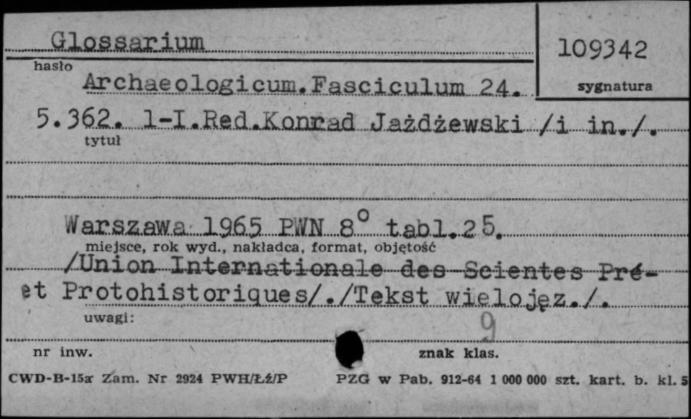 Glossarium
109342
hasło
Archaeologicum.Fasciculum 24.
sygnatura
5.362. l-I.Red.Konrad Jażdżewski /i in./.
tytuł
Warszawa 1965 PWN 8° tabl.25.
miejsce, rok wyd., nakładca, format, objętość
/Union Internationale des Scientes Pré-
et Protohistoriques/./Tekst wielojęz./.
uwagi:
9
nr inw.
znak klas.
CWD-B-15a Zam. Nr 2924 PWH/Łź/P
PZG w Pab. 912-64 1 000 000 szt. kart. b. kl. 5